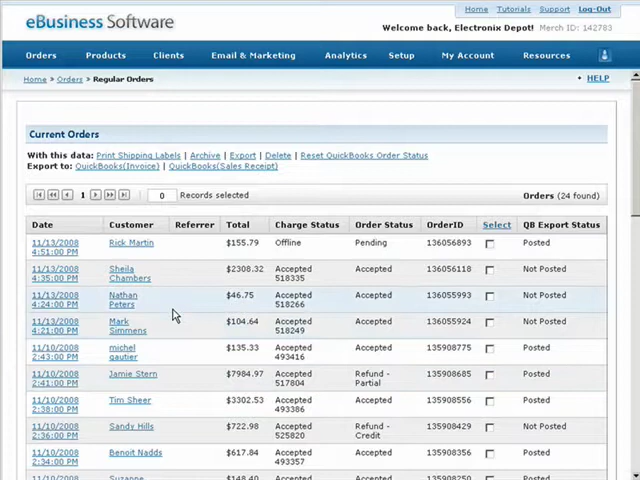 eBusiness Software
Home Tutorials Support Log-Out
Welcome back, Electronix Depot! Merch ID: 142783
Orders Products Clients Email & Marketing Analytics Setup My Account Resources
Home » Orders » Regular Orders
HELP
Current Orders
With this data: Print Shipping Labels | Archive | Export | Delete | Reset QuickBooks Order Status
Export to: QuickBooks(Invoice) | QuickBooks(Sales Receipt)
1 0 Records selected Orders (24 found)
Date Customer Referrer Total Charge Status Order Status OrderID Select QB Export Status
11/13/2008 Rick Martin $155.79 Offline Pending 136056893 Posted
4:51:00 PM
11/13/2008 Sheila $2308.32 Accepted Accepted 136056118 Not Posted
4:35:00 PM Chambers 518335
11/13/2008 Nathan $46.75 Accepted Accepted 136055993 Not Posted
4:24:00 PM Peters 518266
11/13/2008 Mark $104.64 Accepted Accepted 136055924 Not Posted
4:21:00 PM Simmens 518249
11/10/2008 michel $135.33 Accepted Accepted 135908775 Posted
2:43:00 PM gautier 493416
11/10/2008 Jamie Stern $7984.97 Accepted Refund - 135908685 Not Posted
2:41:00 PM 517804 Partial
11/10/2008 Tim Sheer $3302.53 Accepted Accepted 135908556 Posted
2:38:00 PM 493386
11/10/2008 Sandy Hills $722.98 Accepted Refund - 135908429 Not Posted
2:36:00 PM 525820 Credit
11/10/2008 Benoit Nadds $617.84 Accepted Accepted 135908356 Posted
2:34:00 PM 493357
11/10/2008 Suzanne $148.40 Accepted Accepted 135908250 Posted